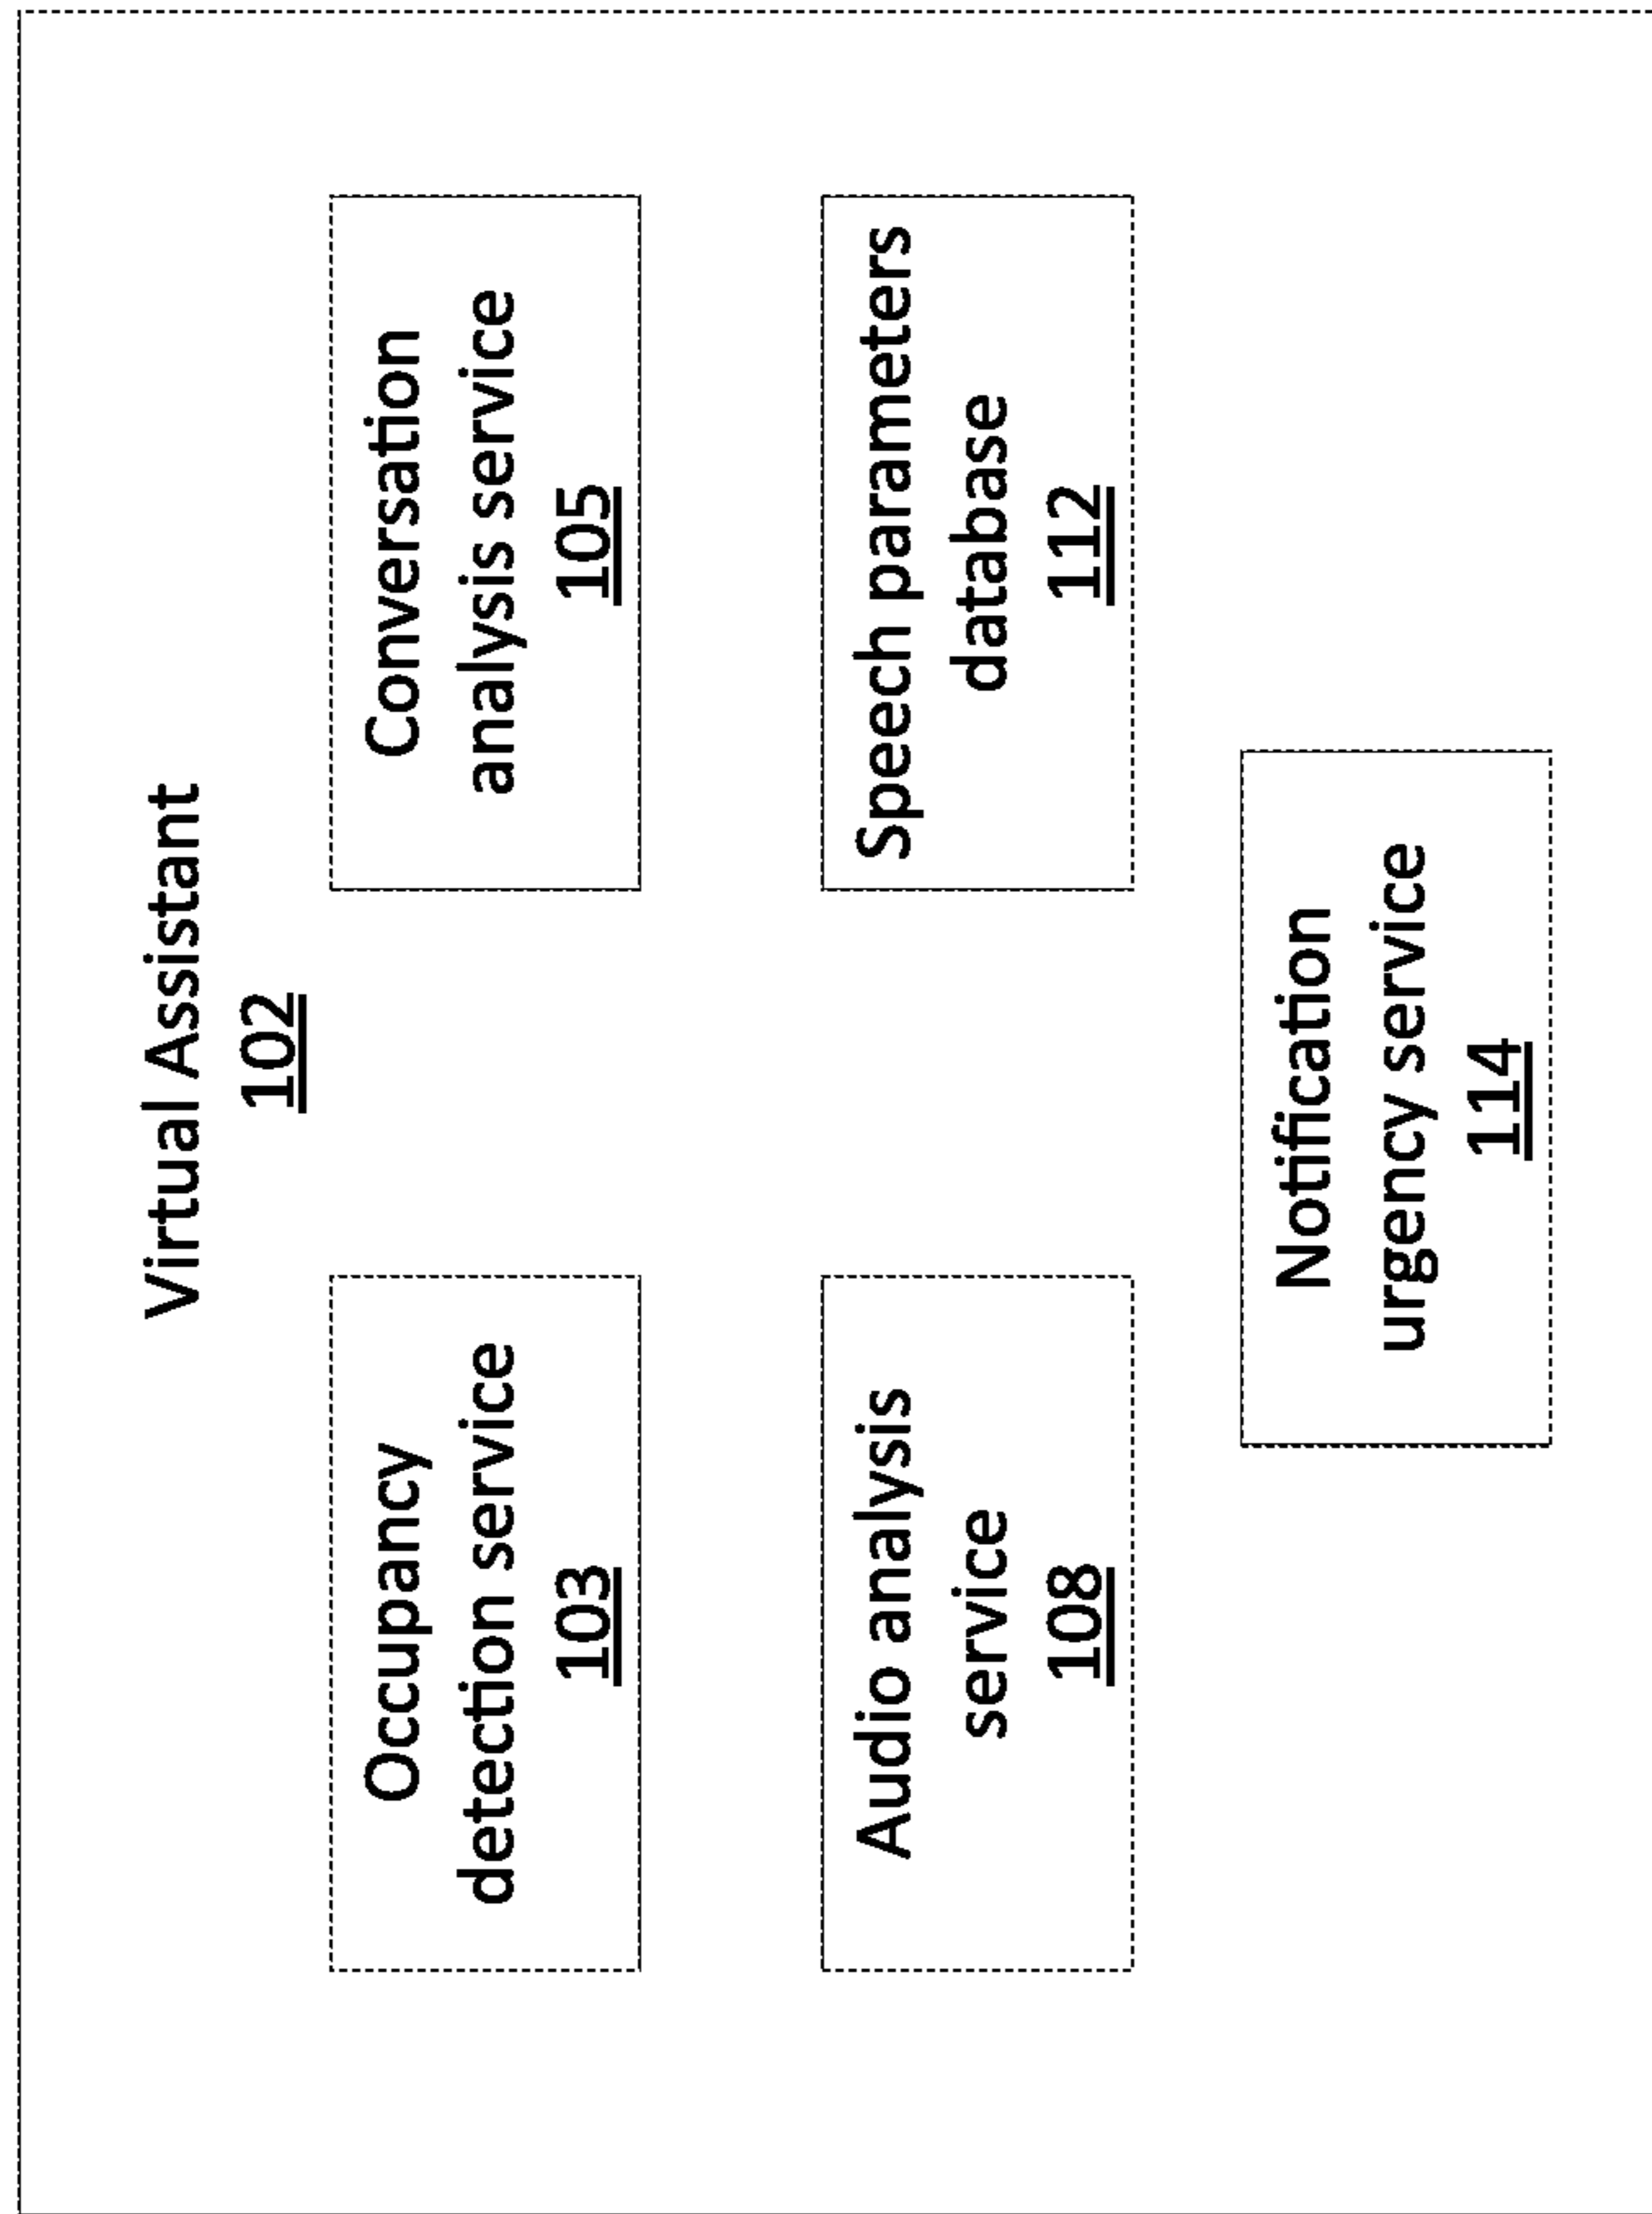 Virtual Assistant
102
Occupancy
detection service
103
Conversation
analysis service
105
Audio analysis
service
108
Speech parameters
database
112
Notification
urgency service
114